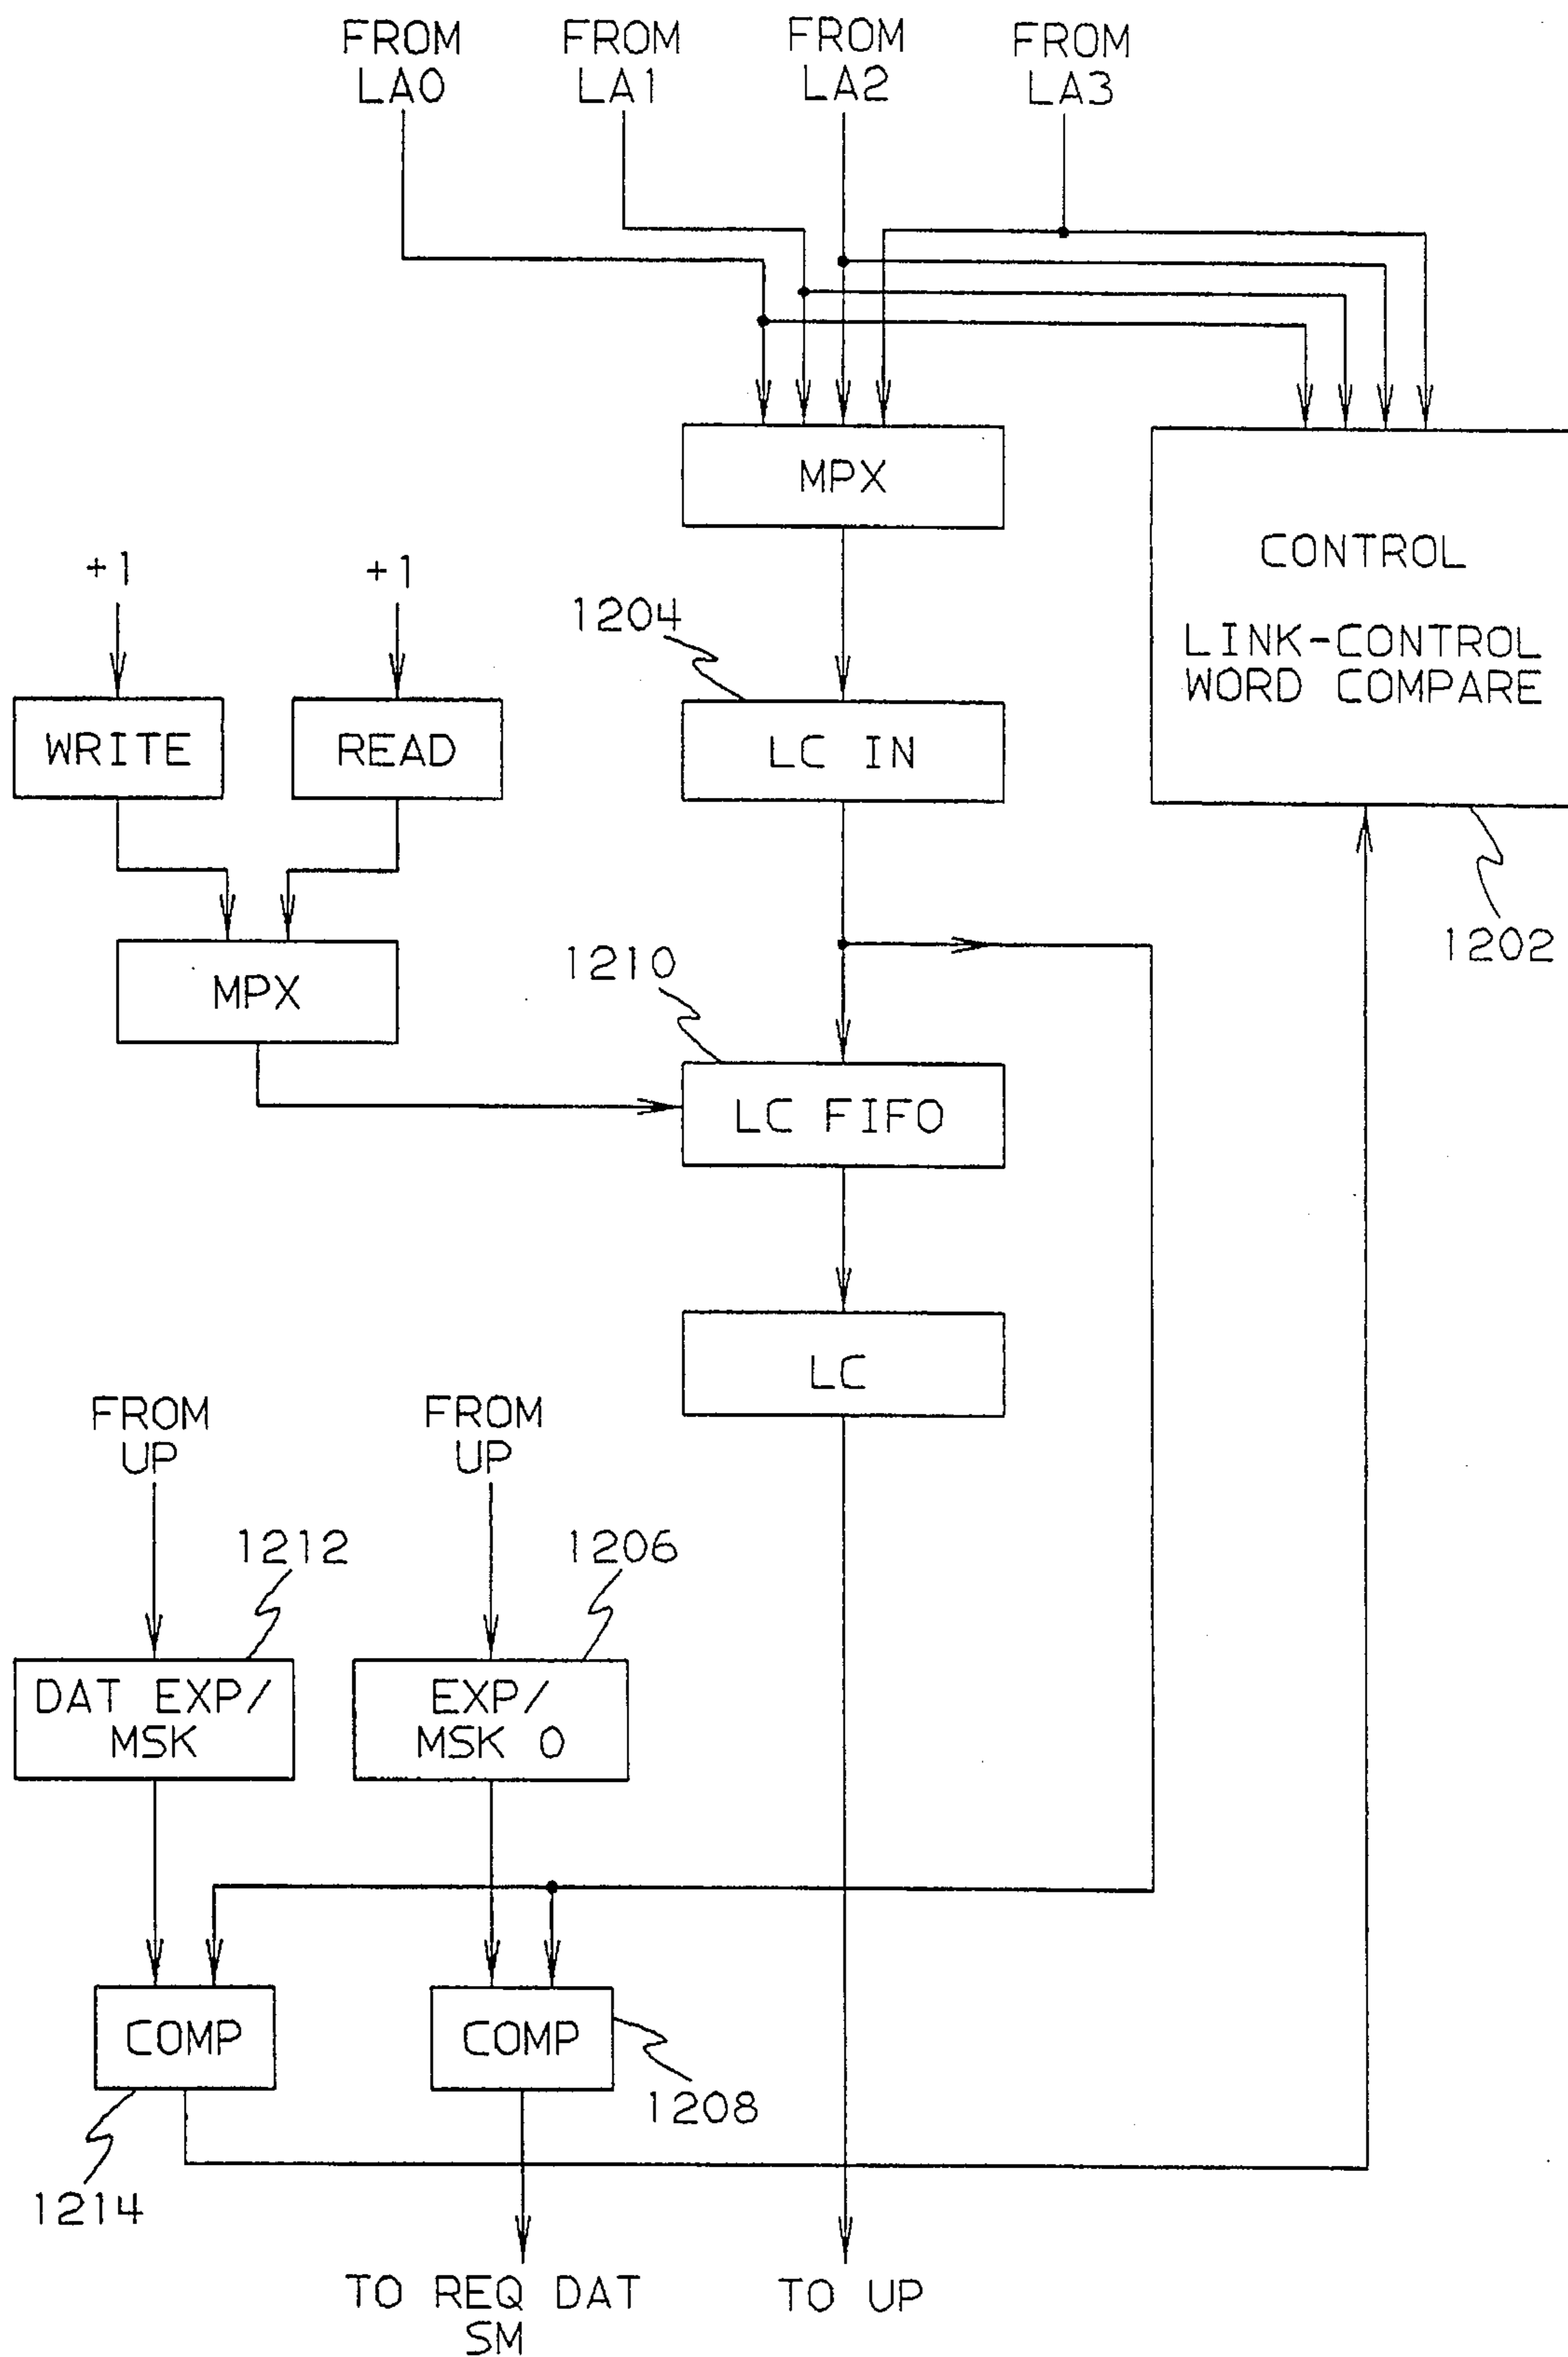 FROM
LA0
FROM
LA1
FROM
LA2
FROM
LA3
MPX
CONTROL
LINK-CONTROL
WORD COMPARE
1202
+1
+1
WRITE
READ
MPX
1204
LC IN
1210
LC FIFO
LC
FROM
UP
FROM
UP
1212
1206
DAT EXP/
MSK
EXP/
MSK 0
COMP
COMP
1208
1214
TO REQ DAT
SM
TO UP